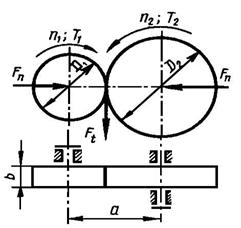 n₁; T₁
n₂; T₂
Fₙ
D₁
D₂
Fₙ
Fₜ
b
a